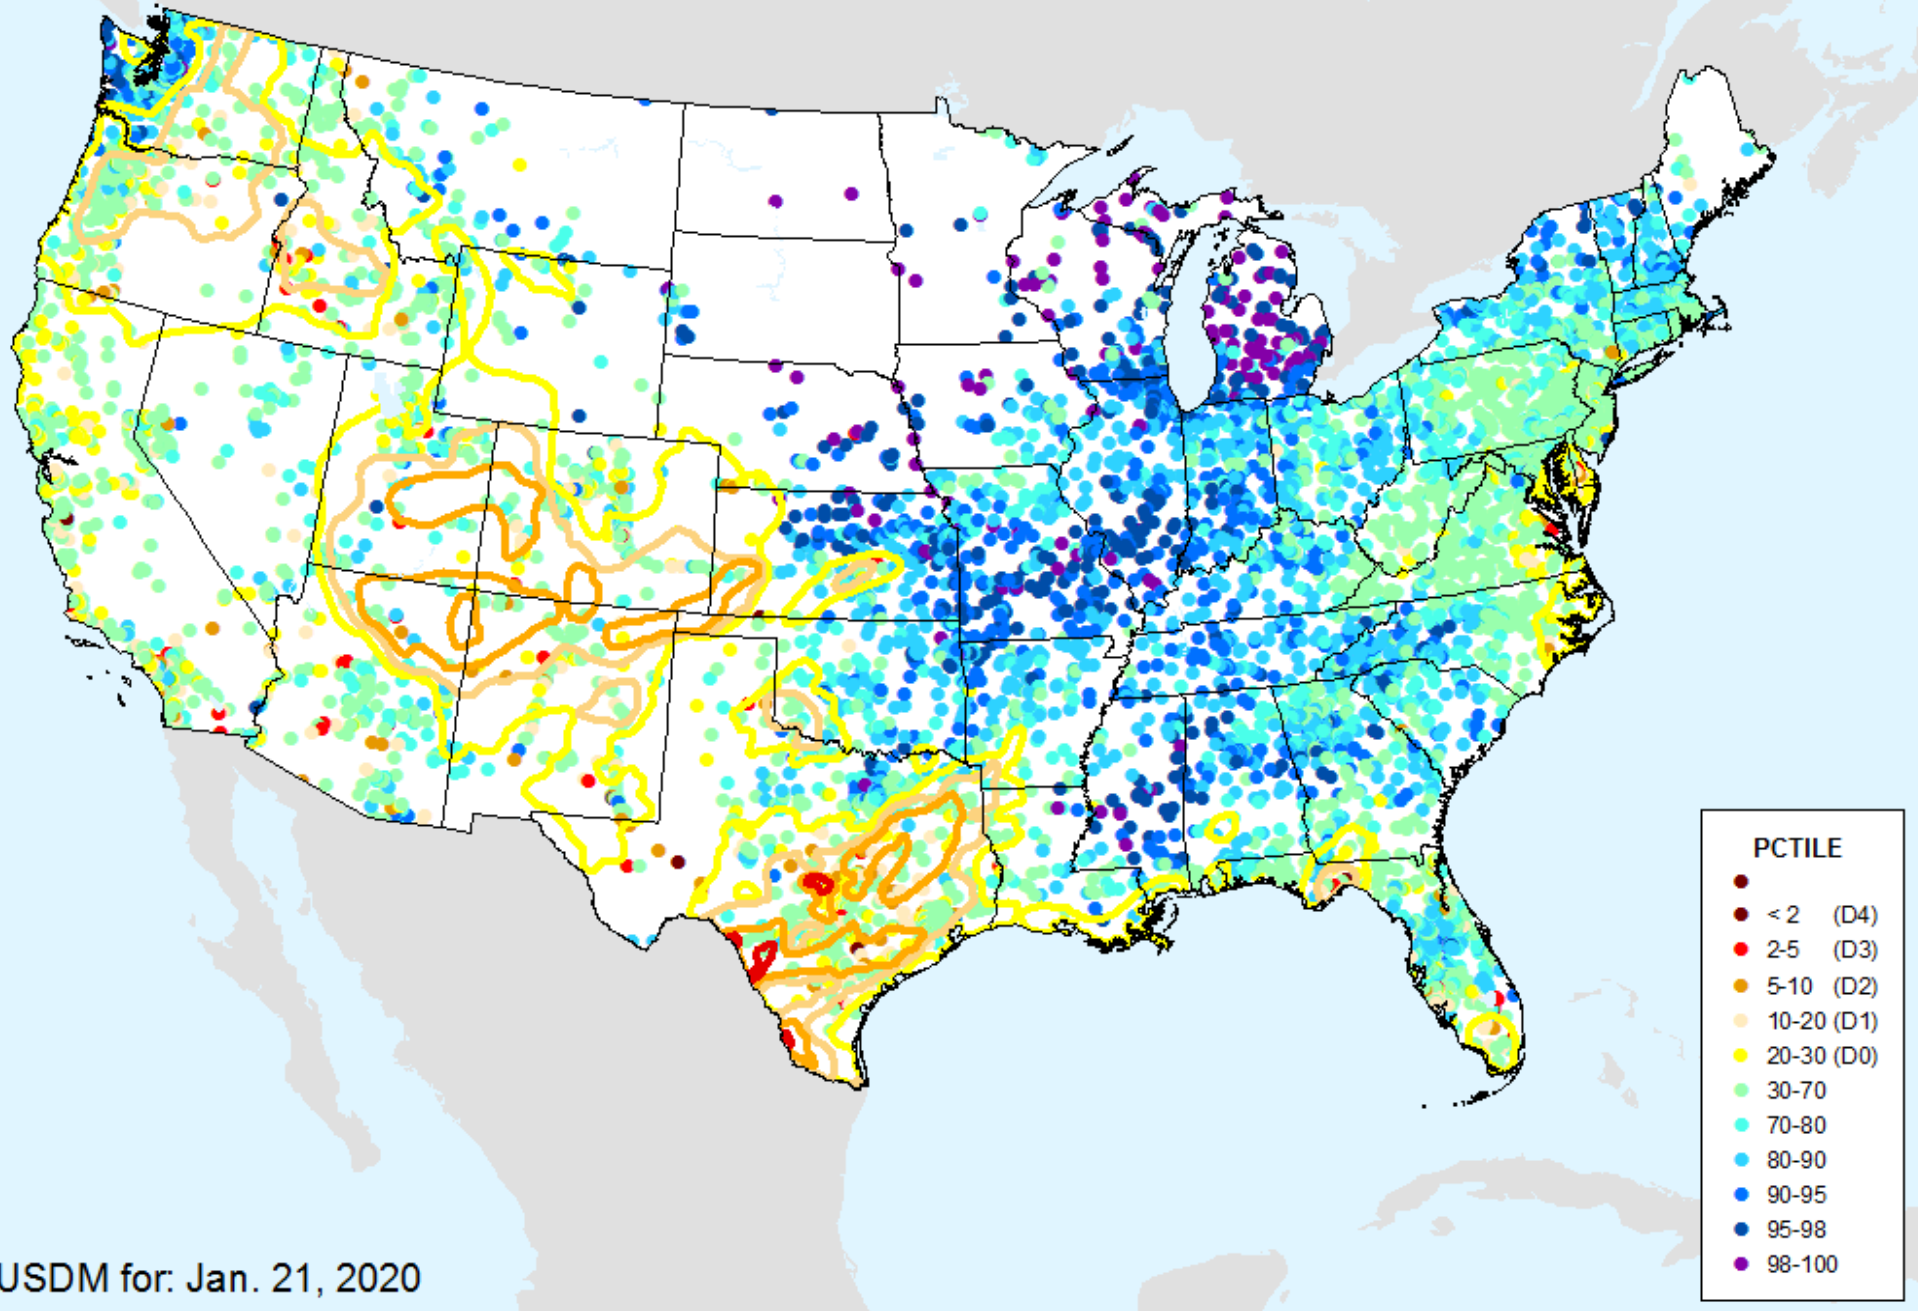 PCTILE
< 2 (D4)
2-5 (D3)
5-10 (D2)
10-20 (D1)
20-30 (D0)
30-70
70-80
80-90
90-95
95-98
98-100
USDM for: Jan. 21, 2020